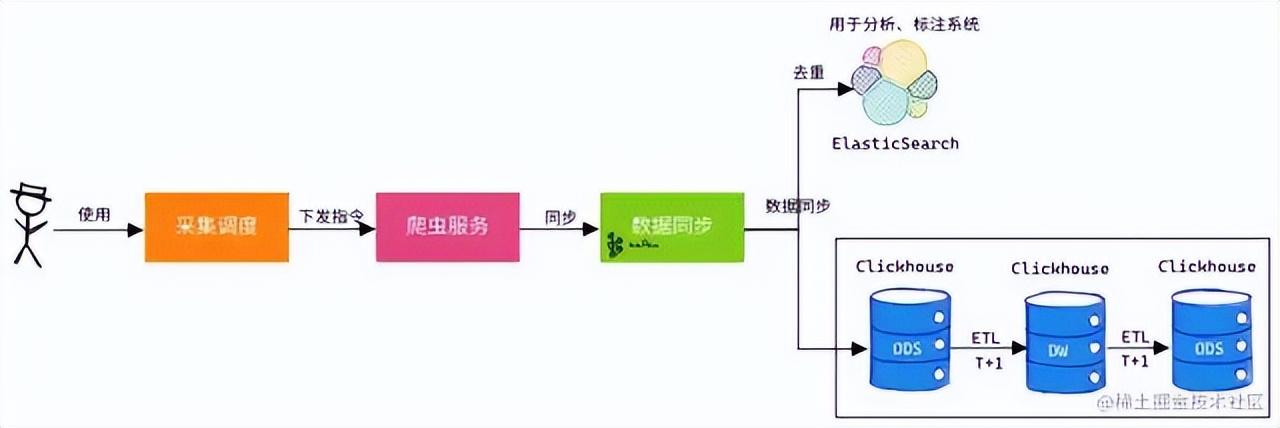 用于分析、标注系统
去重
ElasticSearch
使用
采集调度
下发指令
爬虫服务
同步
数据同步
数据同步
Clickhouse
Clickhouse
Clickhouse
ODS
ETL
T+1
DW
ETL
T+1
ODS
@稀土掘金技术社区